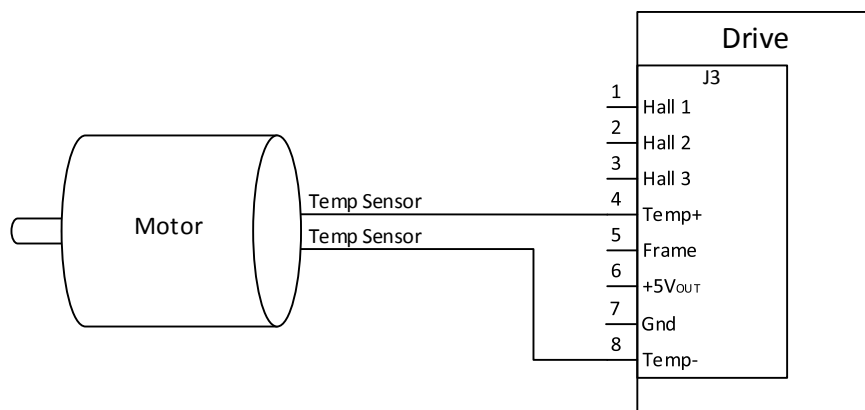 Drive
J3
1 Hall 1
2 Hall 2
3 Hall 3
Temp Sensor
4 Temp+
Motor
Temp Sensor
5 Frame
6 +5VOUT
7 Gnd
8 Temp-